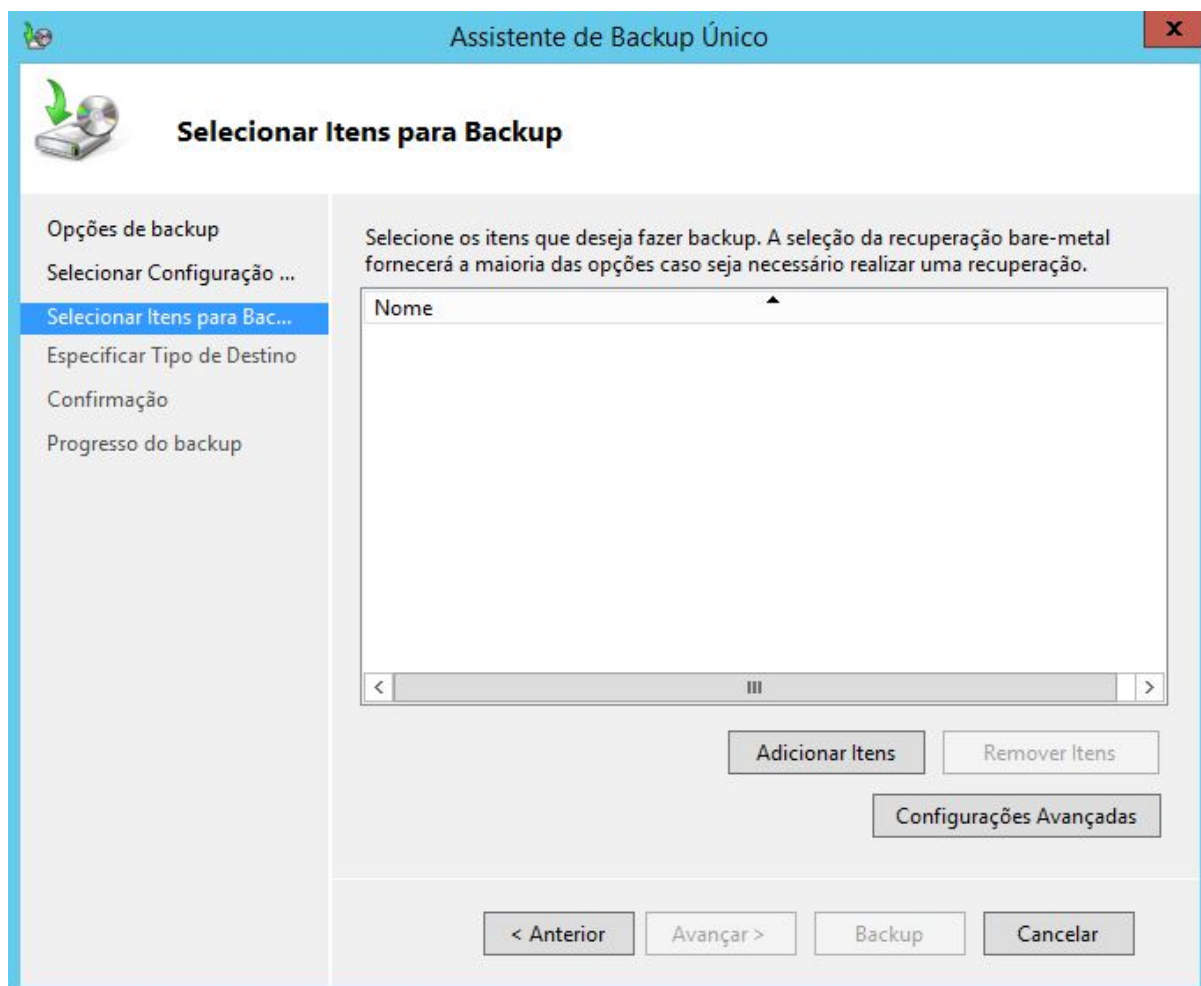 Assistente de Backup Único
x
Selecionar Itens para Backup
Opções de backup
Selecionar Configuração ...
Selecionar Itens para Bac...
Especificar Tipo de Destino
Confirmação
Progresso do backup
Selecione os itens que deseja fazer backup. A seleção da recuperação bare-metal
fornecerá a maioria das opções caso seja necessário realizar uma recuperação.
Nome
Adicionar Itens
Remover Itens
Configurações Avançadas
< Anterior
Avançar >
Backup
Cancelar